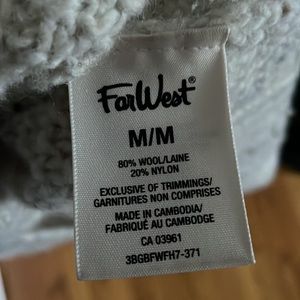 FarWest
M/M
80% WOOL/LAINE
20% NYLON
EXCLUSIVE OF TRIMMINGS/
GARNITURES NON COMPRISES
MADE IN CAMBODIA/
FABRIQUÉ AU CAMBODGE
CA 03961
3BGBFWFH7-371